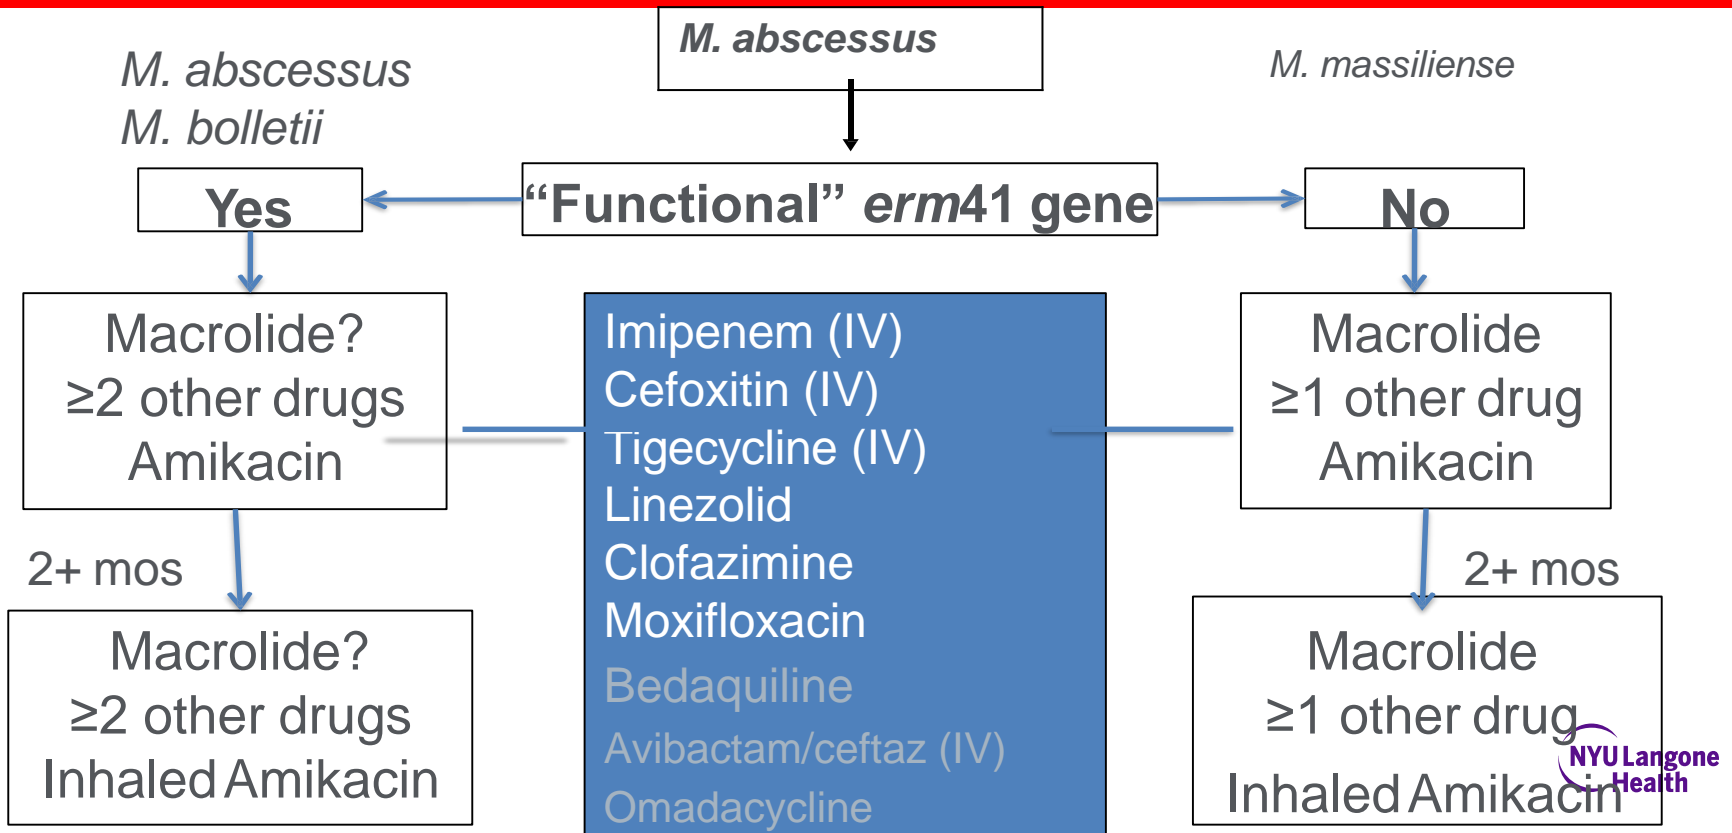 M. abscessus
M. abscessus
M. bolletii
M. massiliense
Yes
“Functional” erm41 gene
No
Macrolide?
≥2 other drugs
Amikacin
Imipenem (IV)
Cefoxitin (IV)
Tigecycline (IV)
Linezolid
Clofazimine
Moxifloxacin
Bedaquiline
Avibactam/ceftaz (IV)
Omadacycline
Macrolide
≥1 other drug
Amikacin
2+ mos
2+ mos
Macrolide?
≥2 other drugs
Inhaled Amikacin
Macrolide
≥1 other drug
Inhaled Amikacin
NYU Langone
Health